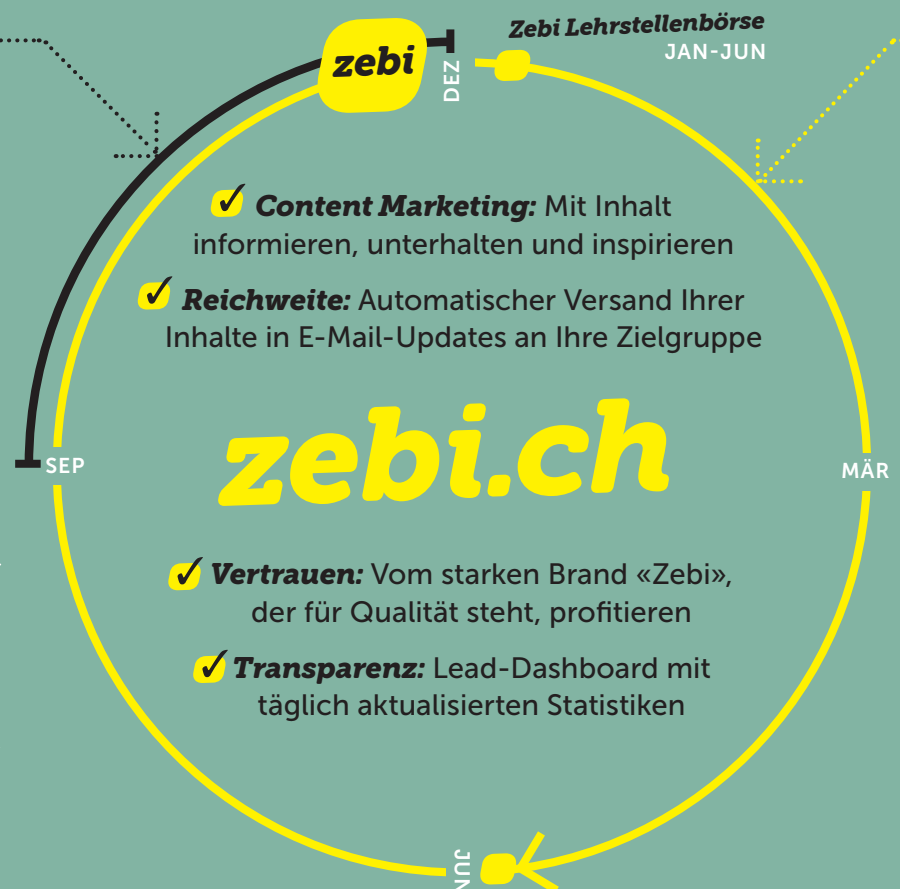 Zebi Lehrstellenbörse
JAN-JUN
zebi
DEZ
Content Marketing: Mit Inhalt
informieren, unterhalten und inspirieren
Reichweite: Automatischer Versand Ihrer
Inhalte in E-Mail-Updates an Ihre Zielgruppe
zebi.ch
SEP
MÄR
Vertrauen: Vom starken Brand «Zebi»,
der für Qualität steht, profitieren
Transparenz: Lead-Dashboard mit
täglich aktualisierten Statistiken
JUN